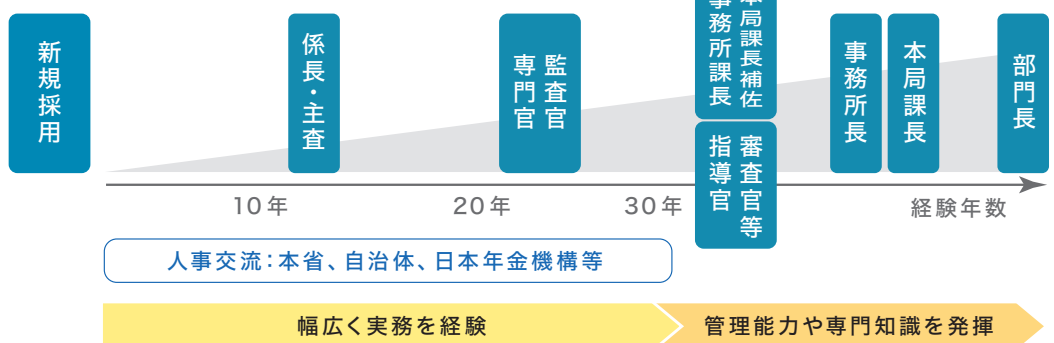 新規採用
係長・主査
監査官
専門官
本局課長補佐
事務所課長
審査官等
指導官
事務所長
本局課長
部門長
10年
20年
30年
経験年数
人事交流：本省、自治体、日本年金機構等
幅広く実務を経験
管理能力や専門知識を発揮